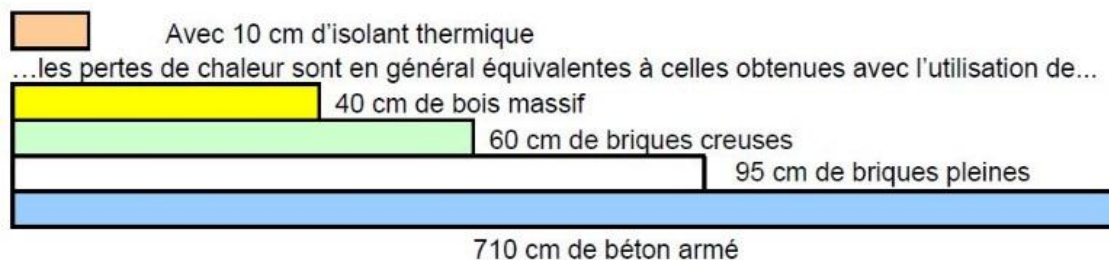 Avec 10 cm d’isolant thermique
...les pertes de chaleur sont en général équivalentes à celles obtenues avec l’utilisation de...
40 cm de bois massif
60 cm de briques creuses
95 cm de briques pleines
710 cm de béton armé